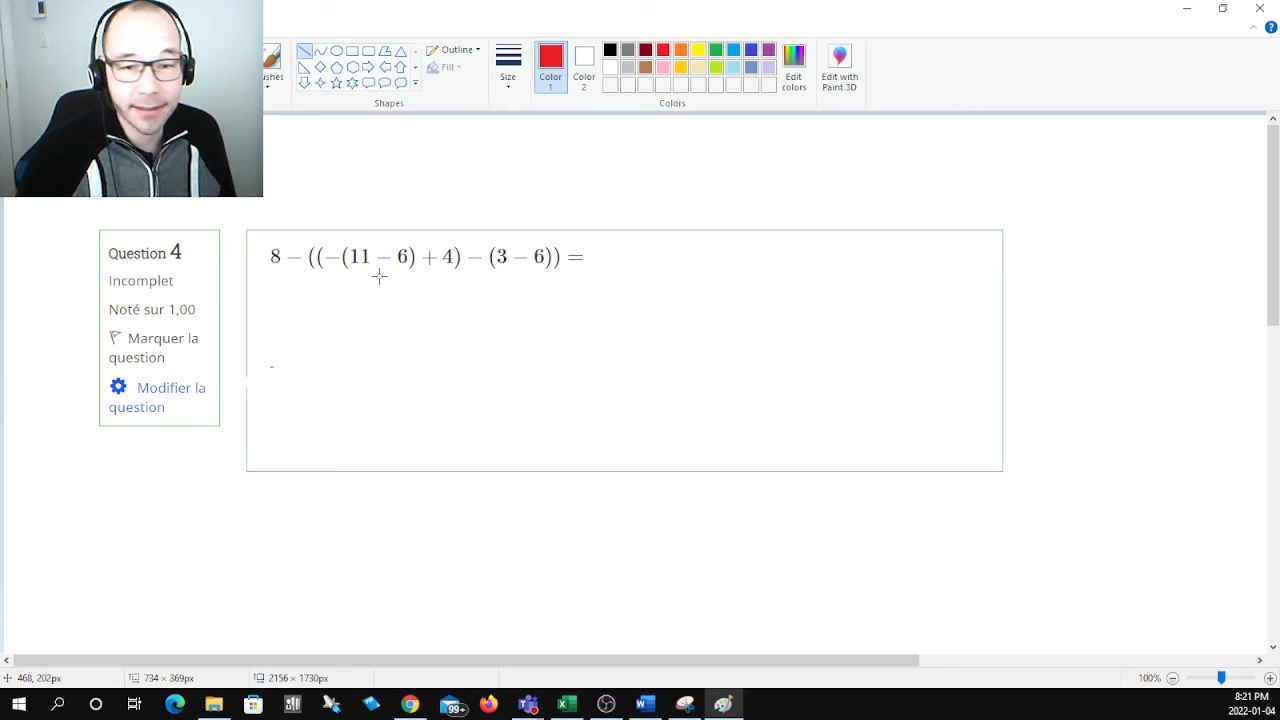 Outline
Fill
ushes
Size
Color
1
Color
2
Edit
colors
Edit with
Paint 3D
Shapes
Colors
Question 4
Incomplet
Noté sur 1,00
Marquer la
question
Modifier la
question
8 − ((−(11 − 6) + 4) − (3 − 6)) =
468, 202px
734 × 369px
2156 × 1730px
100%
99+
8:21 PM
2022-01-04